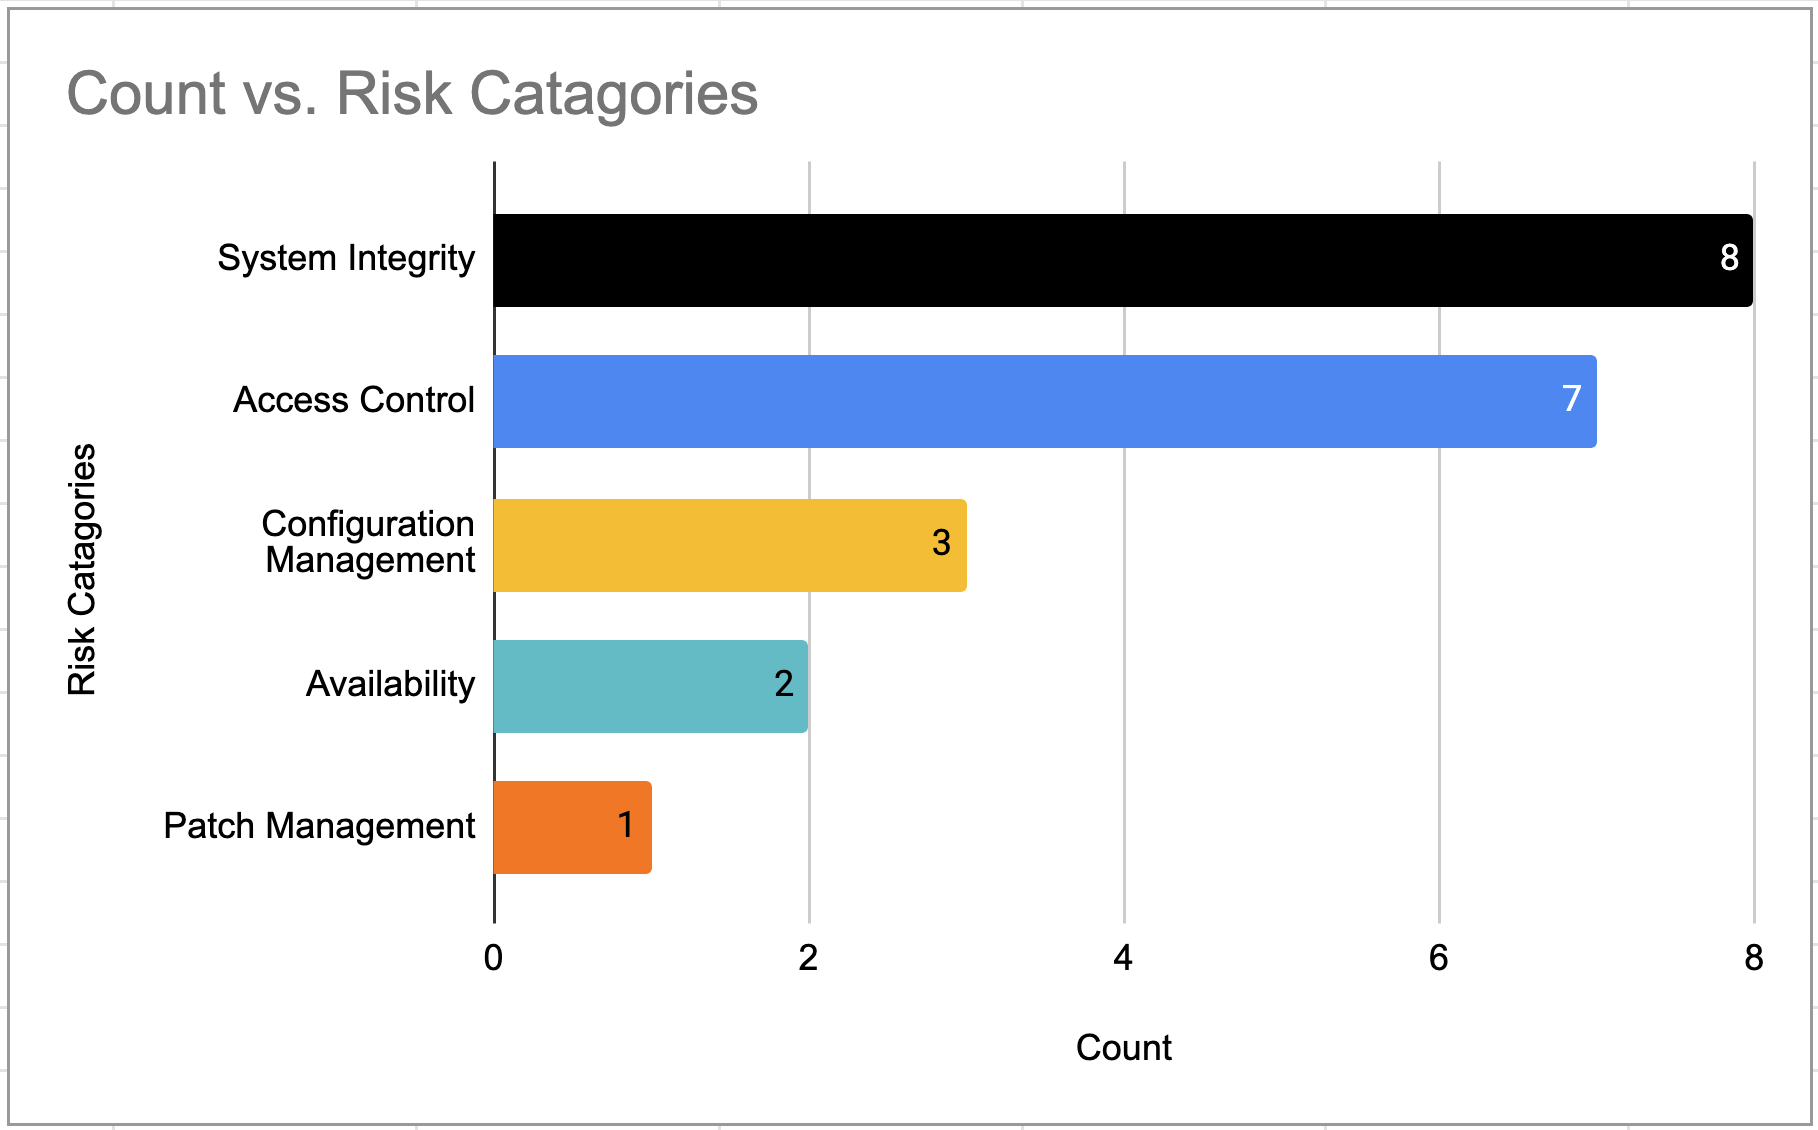 Count vs. Risk Catagories
Risk Catagories
System Integrity
8
Access Control
7
Configuration
Management
3
Availability
2
Patch Management
1
0 2 4 6 8
Count